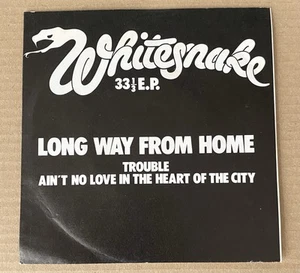 Whitesnake
33⅓ E.P.
LONG WAY FROM HOME
TROUBLE
AIN'T NO LOVE IN THE HEART OF THE CITY